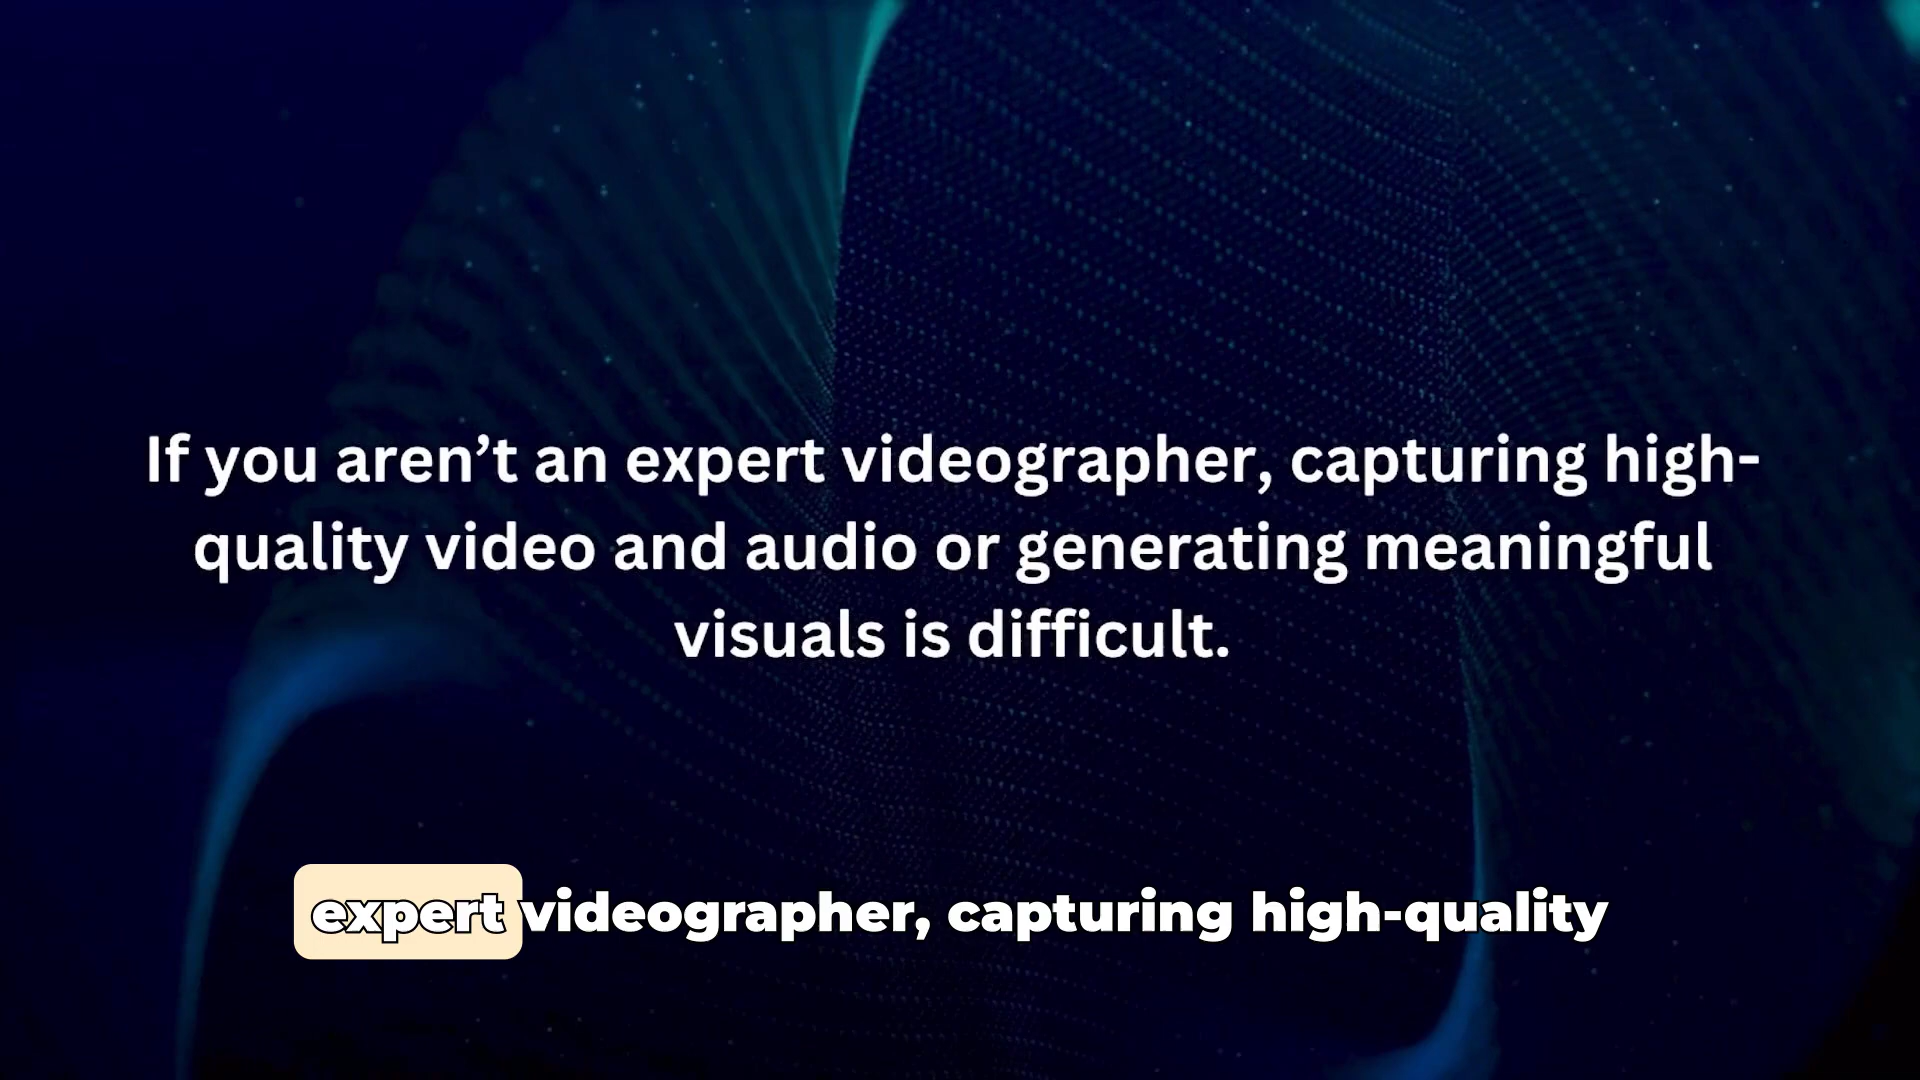 If you aren’t an expert videographer, capturing high-
quality video and audio or generating meaningful
visuals is difficult.
expert videographer, capturing high-quality